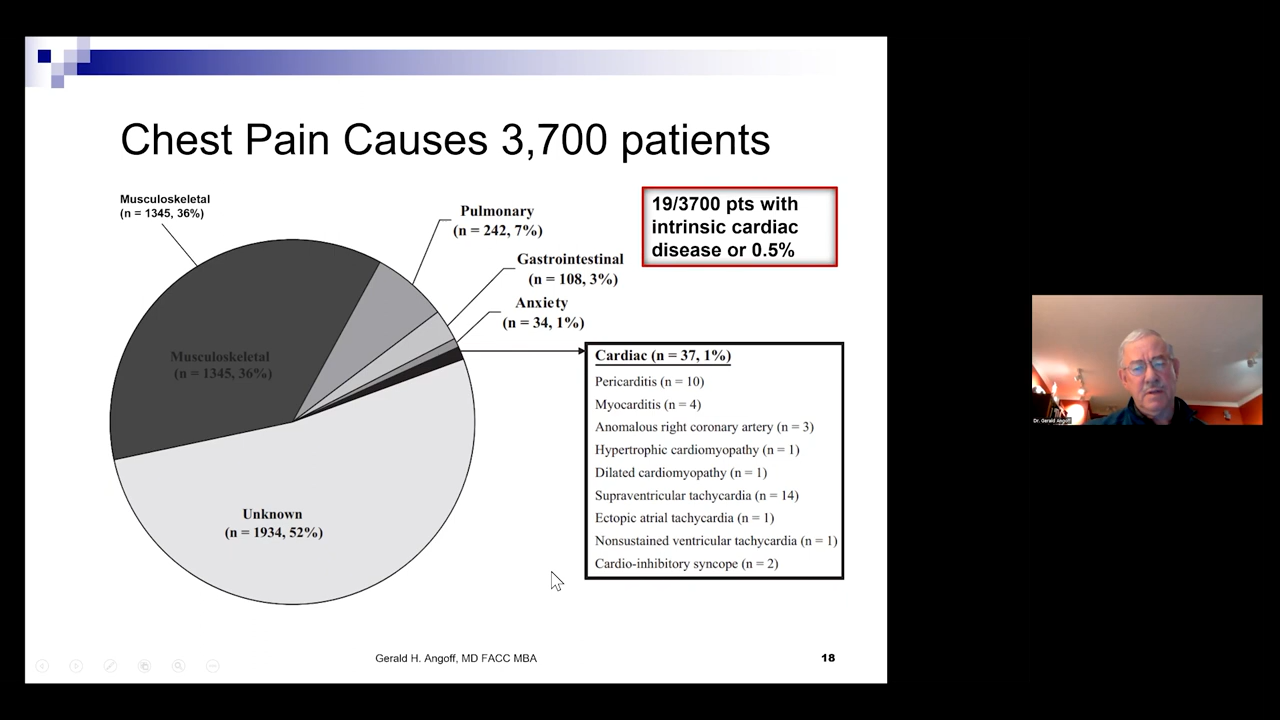 Chest Pain Causes 3,700 patients
Musculoskeletal
(n = 1345, 36%)
Pulmonary
(n = 242, 7%)
Gastrointestinal
(n = 108, 3%)
Anxiety
(n = 34, 1%)
19/3700 pts with
intrinsic cardiac
disease or 0.5%
Musculoskeletal
(n = 1345, 36%)
Unknown
(n = 1934, 52%)
Cardiac (n = 37, 1%)
Pericarditis (n = 10)
Myocarditis (n = 4)
Anomalous right coronary artery (n = 3)
Hypertrophic cardiomyopathy (n = 1)
Dilated cardiomyopathy (n = 1)
Supraventricular tachycardia (n = 14)
Ectopic atrial tachycardia (n = 1)
Nonsustained ventricular tachycardia (n = 1)
Cardio-inhibitory syncope (n = 2)
Gerald H. Angoff, MD FACC MBA
18
Dr. Gerald Angoff